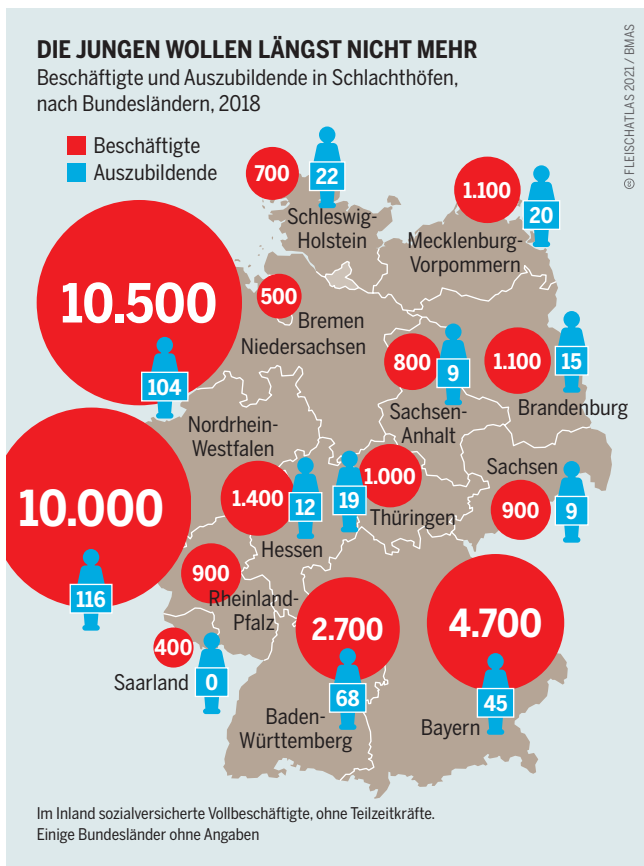 DIE JUNGEN WOLLEN LÄNGST NICHT MEHR
Beschäftigte und Auszubildende in Schlachthöfen,
nach Bundesländern, 2018
Beschäftigte
Auszubildende
© FLEISCHATLAS 2021 / BMAS
700
22
Schleswig-
Holstein
1.100
20
Mecklenburg-
Vorpommern
10.500
104
500
Bremen
Niedersachsen
800
9
Sachsen-
Anhalt
1.100
15
Brandenburg
Nordrhein-
Westfalen
10.000
116
1.400
12
Hessen
19
1.000
Thüringen
Sachsen
900
9
900
Rheinland-
Pfalz
400
0
Saarland
2.700
68
Baden-
Württemberg
4.700
45
Bayern
Im Inland sozialversicherte Vollbeschäftigte, ohne Teilzeitkräfte.
Einige Bundesländer ohne Angaben